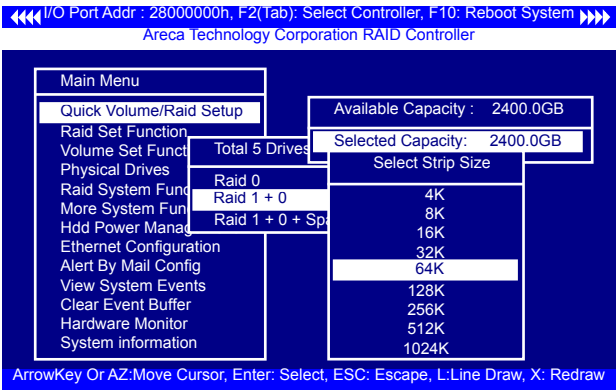 I/O Port Addr : 28000000h, F2(Tab): Select Controller, F10: Reboot System
Areca Technology Corporation RAID Controller
Main Menu
Quick Volume/Raid Setup
Raid Set Function
Volume Set Funct
Physical Drives
Raid System Func
More System Fun
Hdd Power Manag
Ethernet Configuration
Alert By Mail Config
View System Events
Clear Event Buffer
Hardware Monitor
System information
Total 5 Drives
Raid 0
Raid 1 + 0
Raid 1 + 0 + Spa
Available Capacity : 2400.0GB
Selected Capacity: 2400.0GB
Select Strip Size
4K
8K
16K
32K
64K
128K
256K
512K
1024K
ArrowKey Or AZ:Move Cursor, Enter: Select, ESC: Escape, L:Line Draw, X: Redraw